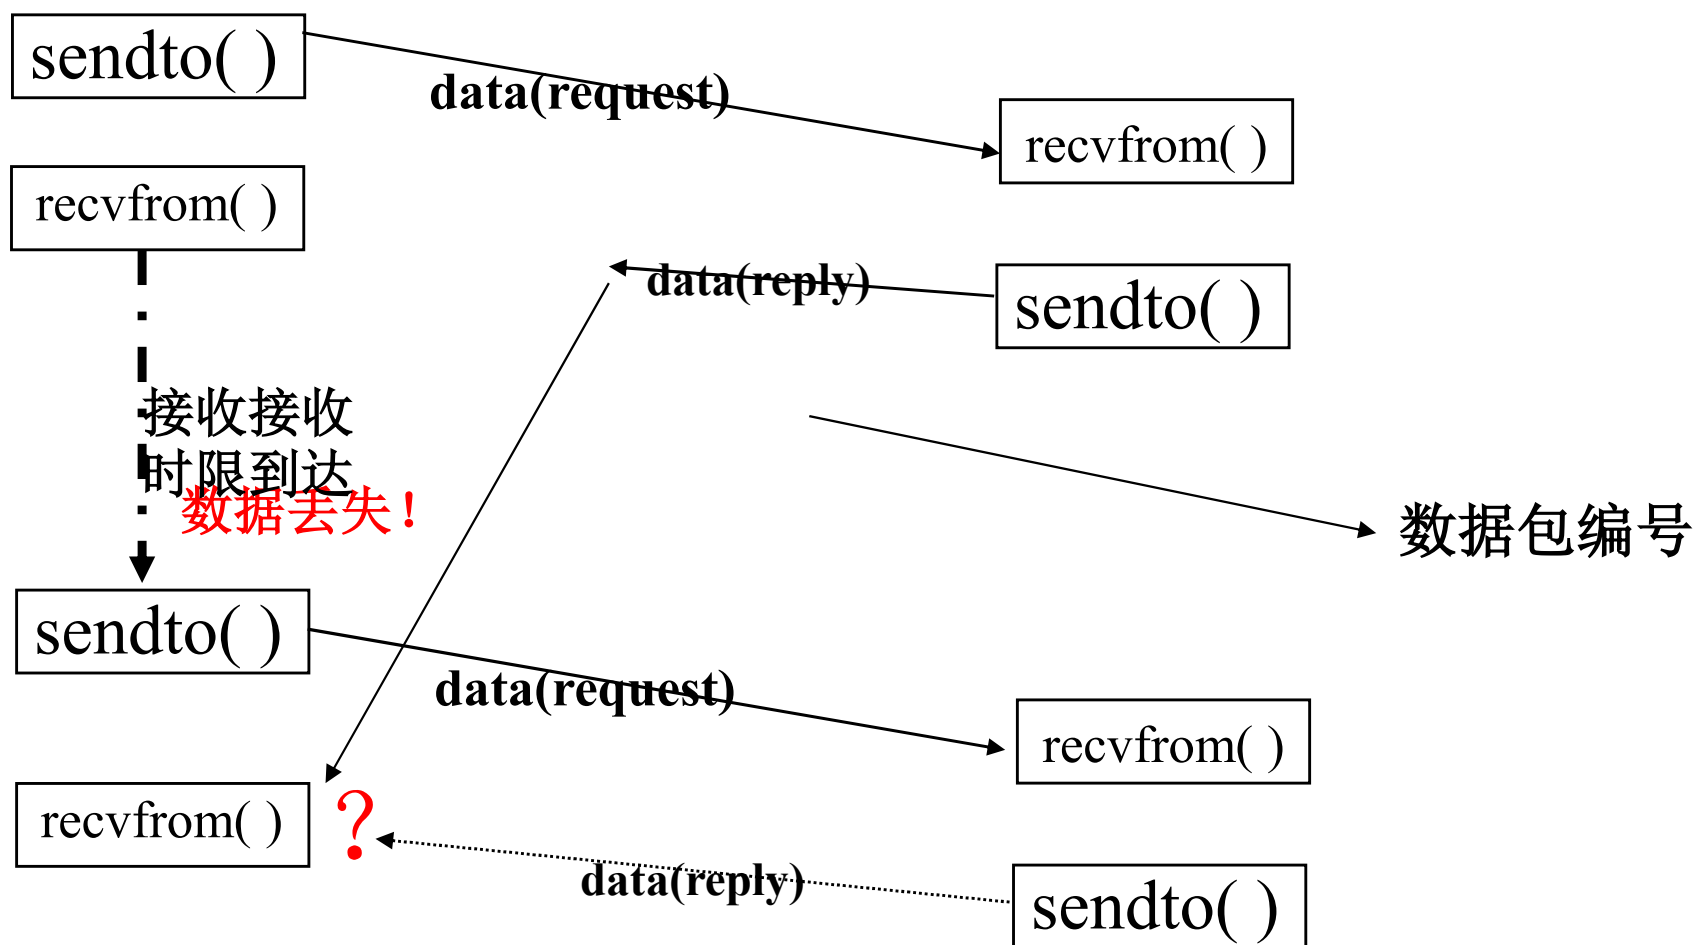 sendto( )
data(request)
recvfrom( )
recvfrom( )
data(reply)
sendto( )
接收接收
时限到达
数据丢失!
数据包编号
sendto( )
data(request)
recvfrom( )
recvfrom( )
?
data(reply)
sendto( )